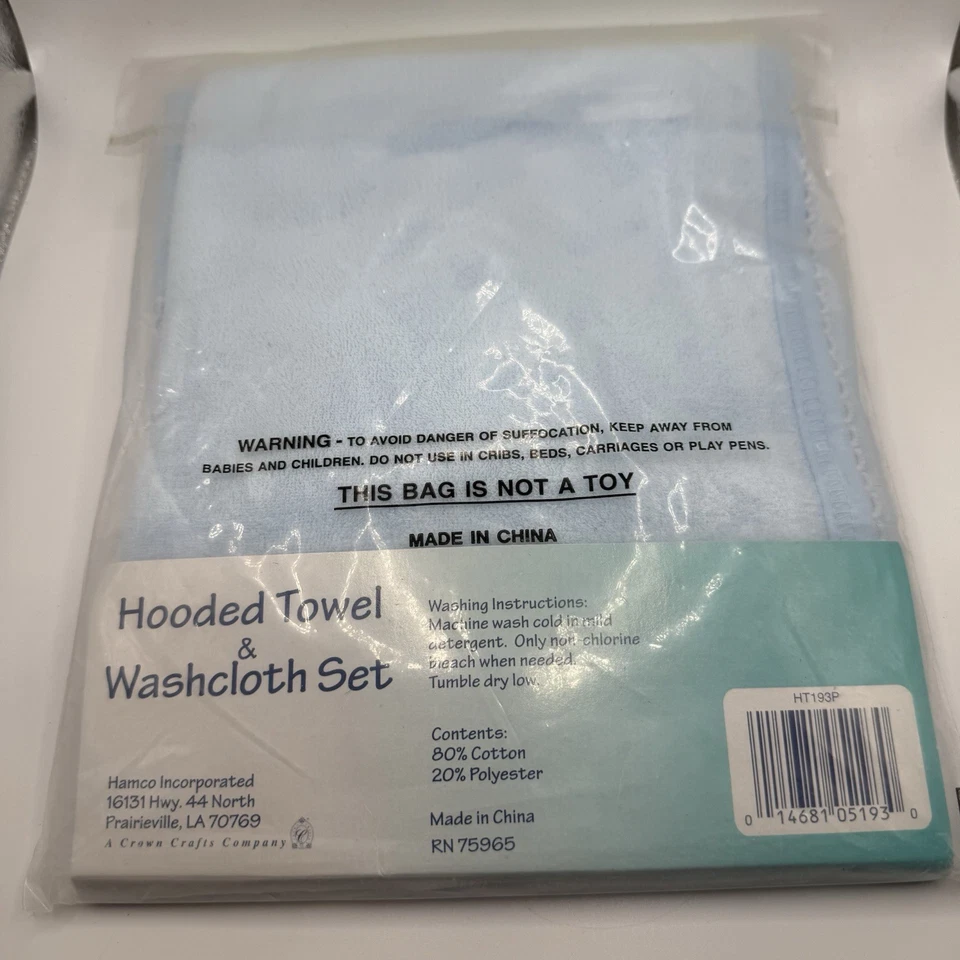 WARNING - TO AVOID DANGER OF SUFFOCATION, KEEP AWAY FROM
BABIES AND CHILDREN. DO NOT USE IN CRIBS, BEDS, CARRIAGES OR PLAY PENS.
THIS BAG IS NOT A TOY
MADE IN CHINA
Hooded Towel
&
Washcloth Set
Hamco Incorporated
16131 Hwy. 44 North
Prairieville, LA 70769
A Crown Crafts Company
Washing Instructions:
Machine wash cold in mild
detergent. Only non-chlorine
bleach when needed.
Tumble dry low.
Contents:
80% Cotton
20% Polyester
Made in China
RN 75965
HT193P
0 14681 05193 0